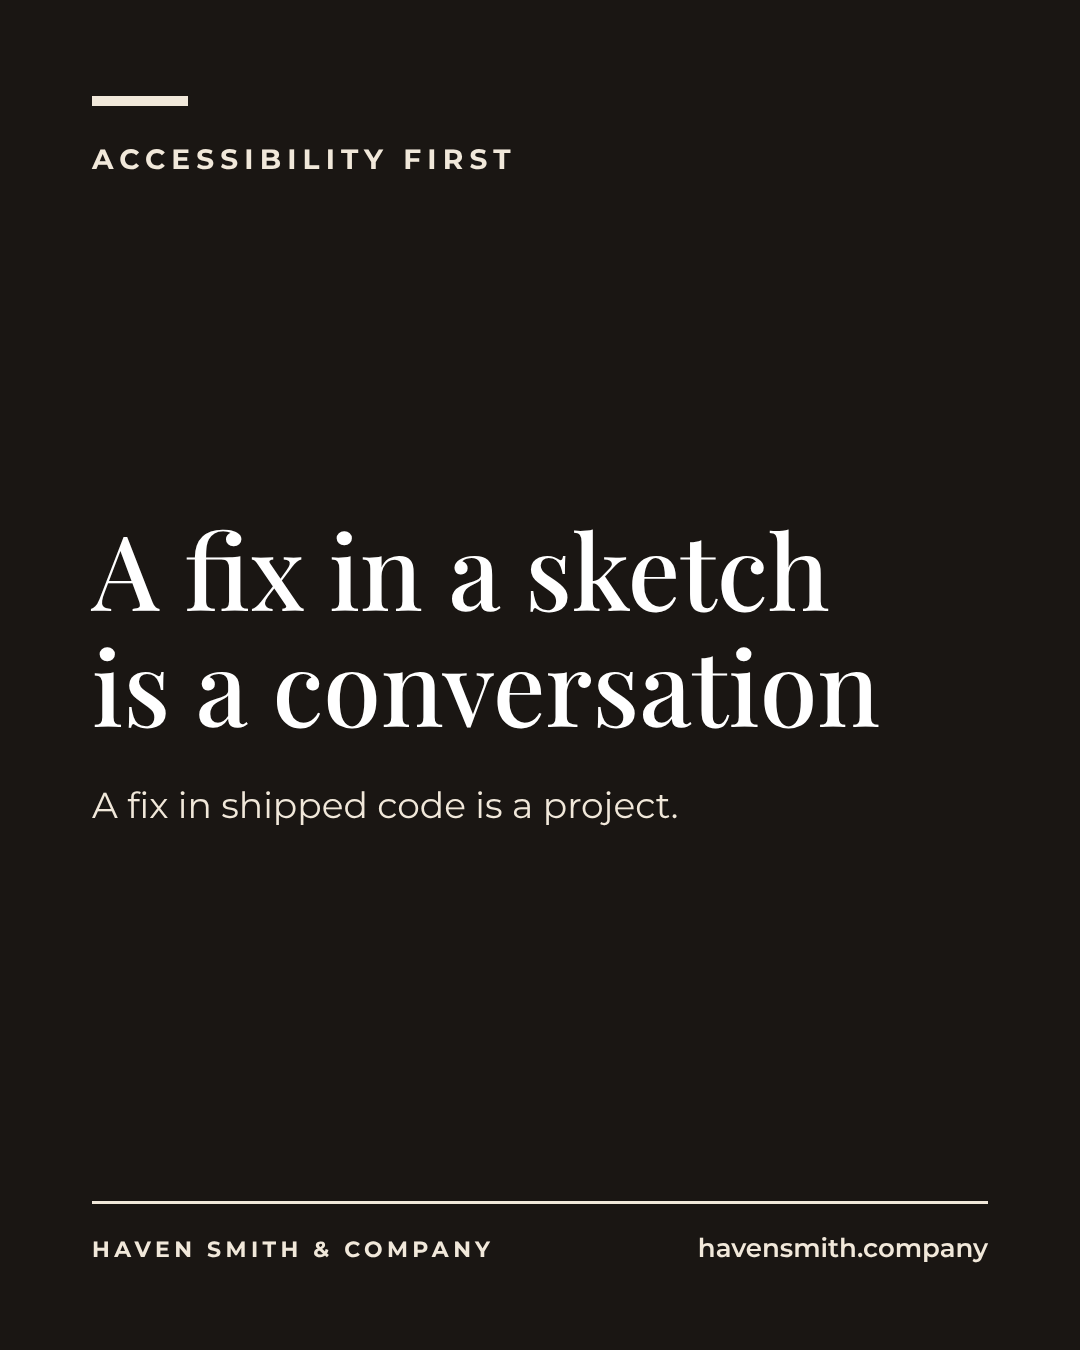 ACCESSIBILITY FIRST
A fix in a sketch
is a conversation
A fix in shipped code is a project.
HAVEN SMITH & COMPANY
havensmith.company